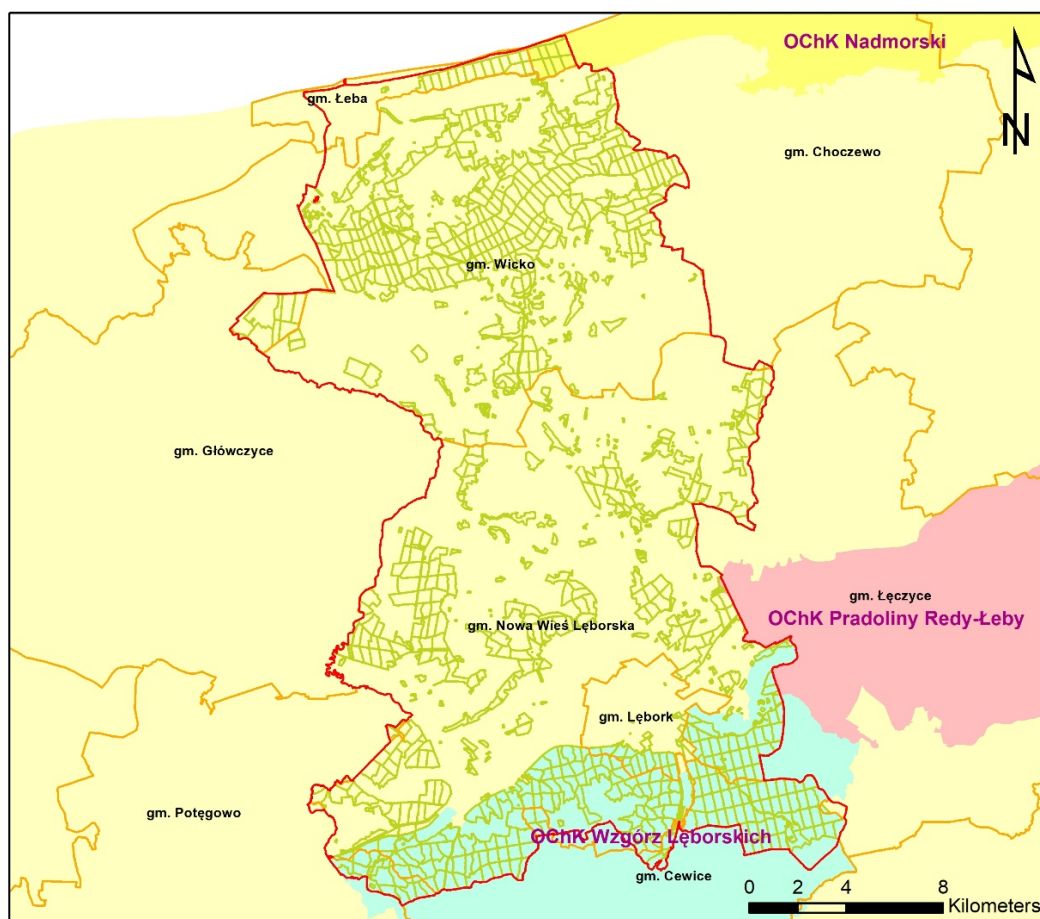 OChK Nadmorski
gm. Łeba
N
gm. Choczewo
gm. Wicko
gm. Główczyce
gm. Łęczyce
OChK Pradoliny Redy-Łeby
gm. Nowa Wieś Lęborska
gm. Lębork
gm. Potęgowo
OChK Wzgórz Lęborskich
gm. Cewice
0 2 4 8
Kilometers